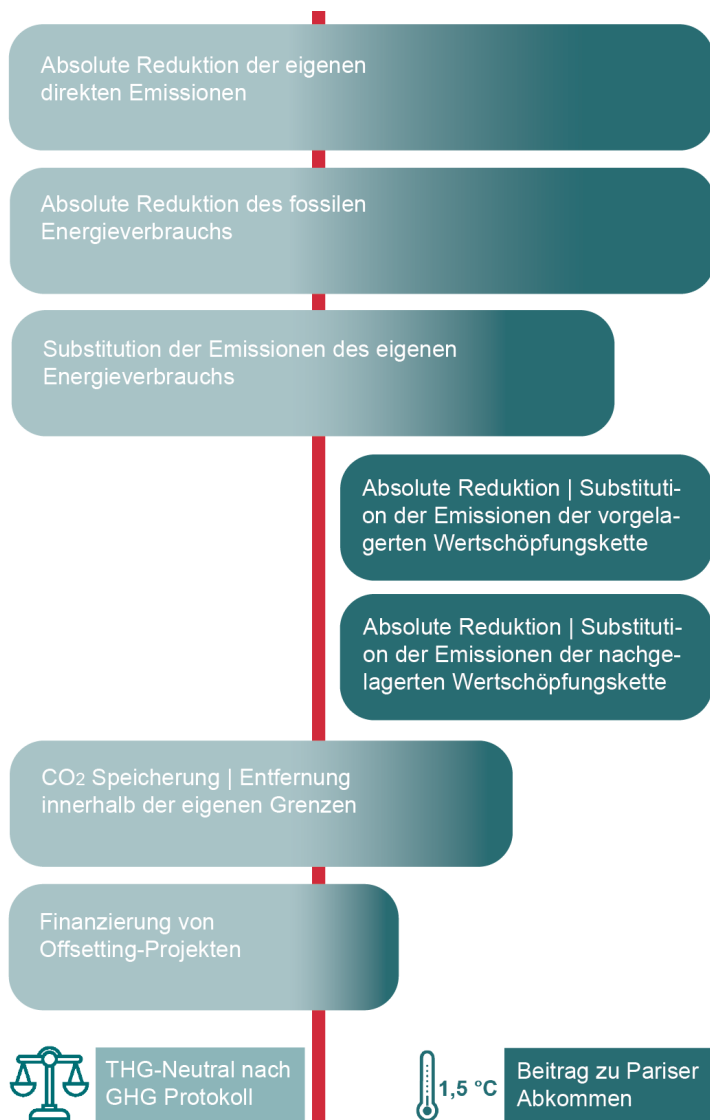 Absolute Reduktion der eigenen
direkten Emissionen
Absolute Reduktion des fossilen
Energieverbrauchs
Substitution der Emissionen des eigenen
Energieverbrauchs
Absolute Reduktion | Substituti-
on der Emissionen der vorgela-
gerten Wertschöpfungskette
Absolute Reduktion | Substituti-
on der Emissionen der nachge-
lagerten Wertschöpfungskette
CO2 Speicherung | Entfernung
innerhalb der eigenen Grenzen
Finanzierung von
Offsetting-Projekten
THG-Neutral nach
GHG Protokoll
1,5 °C
Beitrag zu Pariser
Abkommen